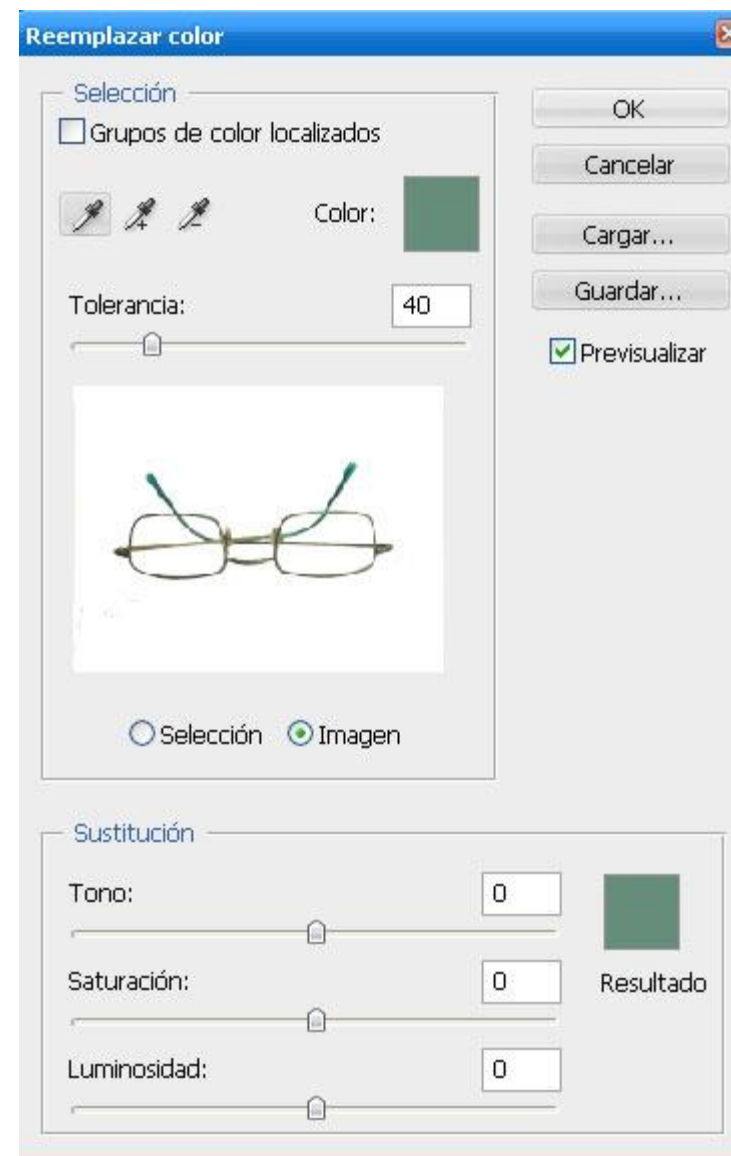 Reemplazar color
Selección
Grupos de color localizados
Color:
Tolerancia:
40
Selección
Imagen
OK
Cancelar
Cargar...
Guardar...
Previsualizar
Sustitución
Tono:
0
Saturación:
0
Resultado
Luminosidad:
0